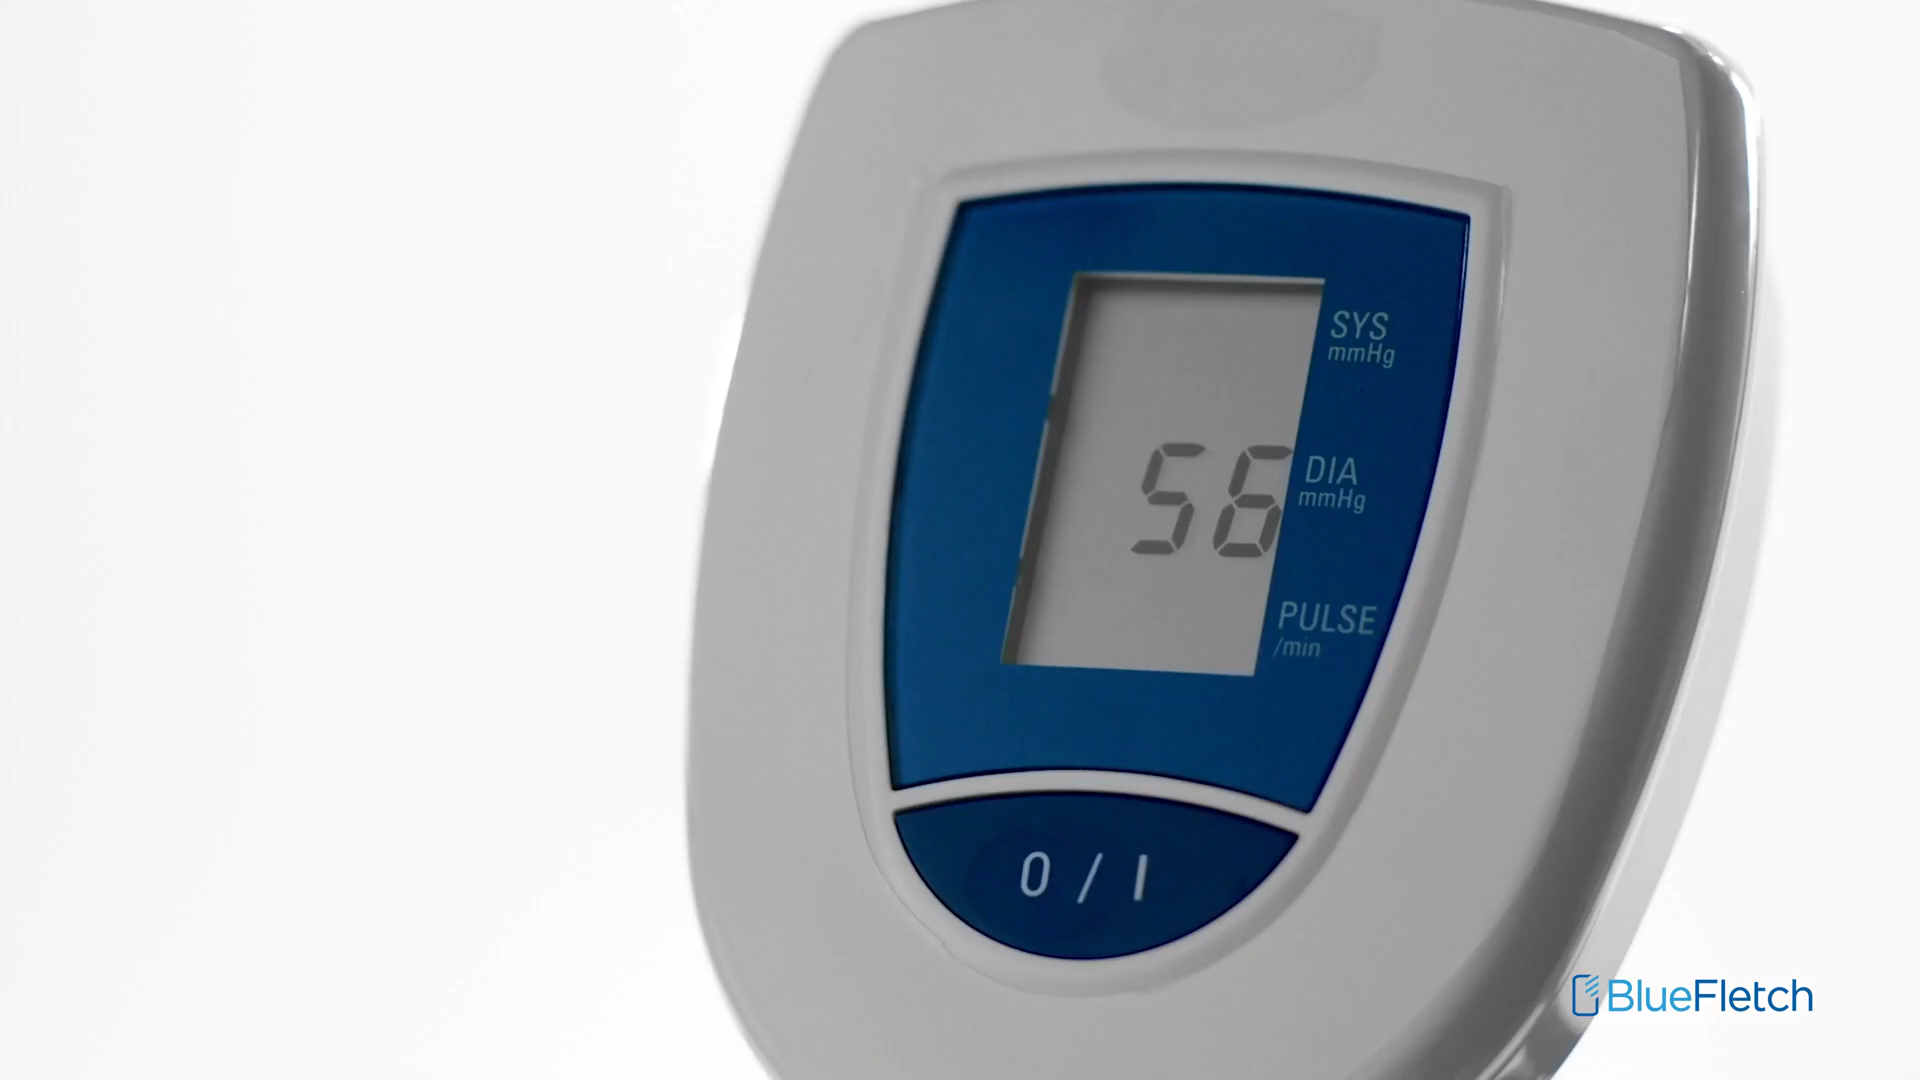 SYS
mmHg
56
DIA
mmHg
PULSE
/min
0 / I
BlueFletch